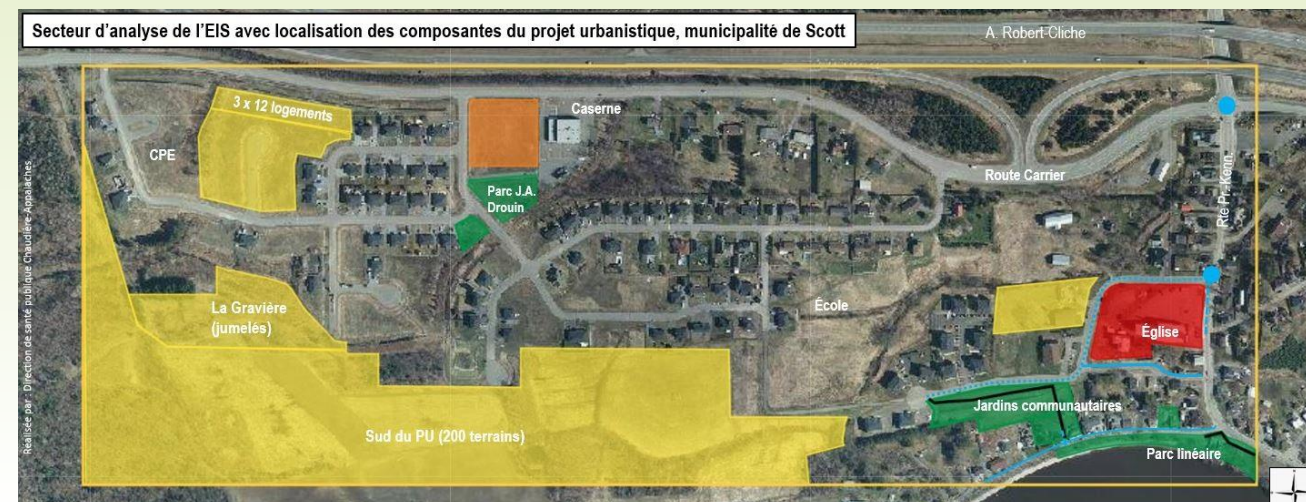 Secteur d'analyse de l'EIS avec localisation des composantes du projet urbanistique, municipalité de Scott
A. Robert-Cliche
3 x 12 logements
Caserne
CPE
Route Carrier
Parc J.A.
Drouin
Rte Pr.-Kenn.
La Gravière
(jumelés)
École
Église
Jardins communautaires
Sud du PU (200 terrains)
Parc linéaire
Réalisée par : Direction de santé publique Chaudière-Appalaches